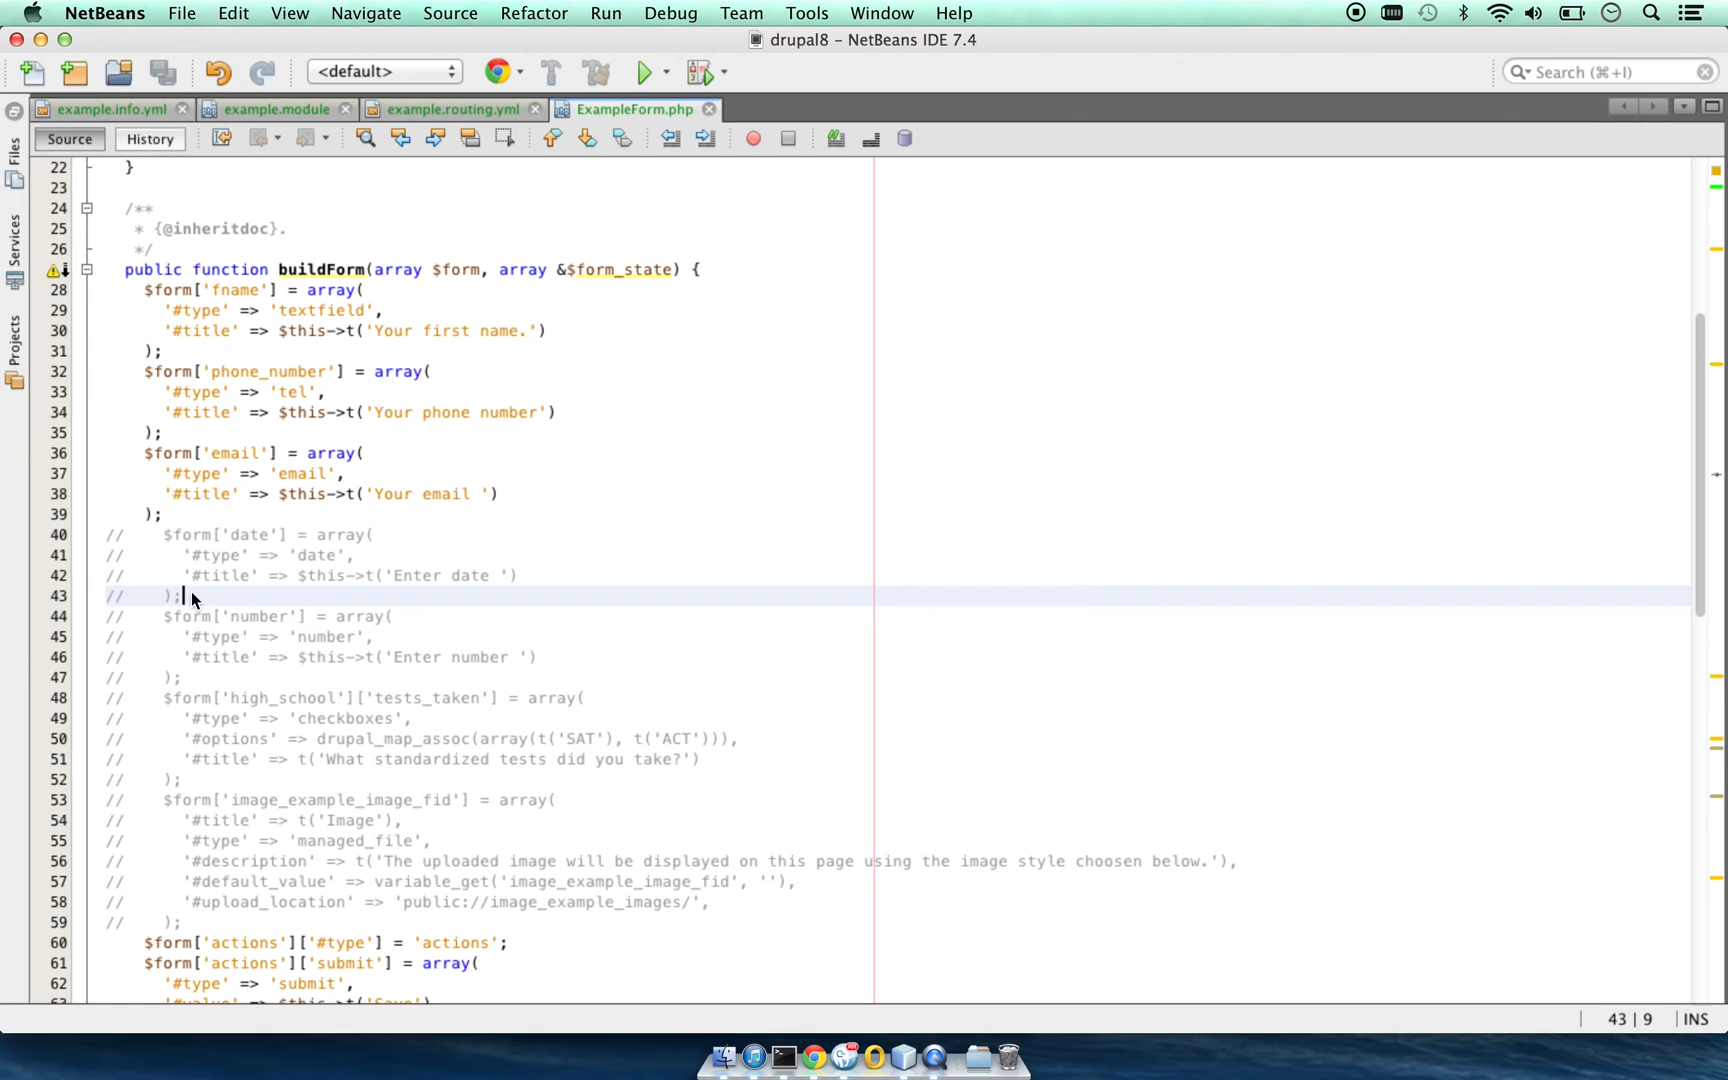 NetBeans File Edit View Navigate Source Refactor Run Debug Team Tools Window Help
drupal8 – NetBeans IDE 7.4
<default>
Search (⌘+I)
example.info.yml example.module example.routing.yml ExampleForm.php
Source History
Files
Services
Projects
22 }
23
24 /**
25 * {@inheritdoc}.
26 */
public function buildForm(array $form, array &$form_state) {
28 $form['fname'] = array(
29 '#type' => 'textfield',
30 '#title' => $this->t('Your first name.')
31 );
32 $form['phone_number'] = array(
33 '#type' => 'tel',
34 '#title' => $this->t('Your phone number')
35 );
36 $form['email'] = array(
37 '#type' => 'email',
38 '#title' => $this->t('Your email ')
39 );
40 // $form['date'] = array(
41 // '#type' => 'date',
42 // '#title' => $this->t('Enter date ')
43 // );
44 // $form['number'] = array(
45 // '#type' => 'number',
46 // '#title' => $this->t('Enter number ')
47 // );
48 // $form['high_school']['tests_taken'] = array(
49 // '#type' => 'checkboxes',
50 // '#options' => drupal_map_assoc(array(t('SAT'), t('ACT'))),
51 // '#title' => t('What standardized tests did you take?')
52 // );
53 // $form['image_example_image_fid'] = array(
54 // '#title' => t('Image'),
55 // '#type' => 'managed_file',
56 // '#description' => t('The uploaded image will be displayed on this page using the image style choosen below.'),
57 // '#default_value' => variable_get('image_example_image_fid', ''),
58 // '#upload_location' => 'public://image_example_images/',
59 // );
60 $form['actions']['#type'] = 'actions';
61 $form['actions']['submit'] = array(
62 '#type' => 'submit',
63 '#value' => $this->t('Save')
43 | 9 INS